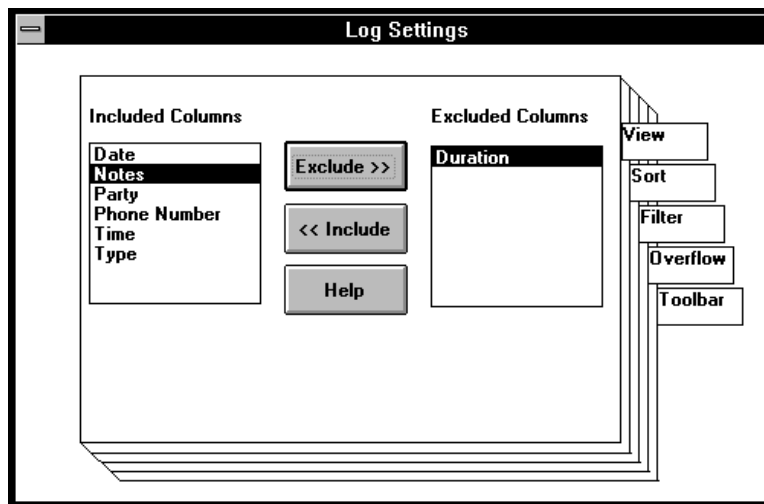 Log Settings
Included Columns
Date
Notes
Party
Phone Number
Time
Type
Exclude >>
<< Include
Help
Excluded Columns
Duration
View
Sort
Filter
Overflow
Toolbar